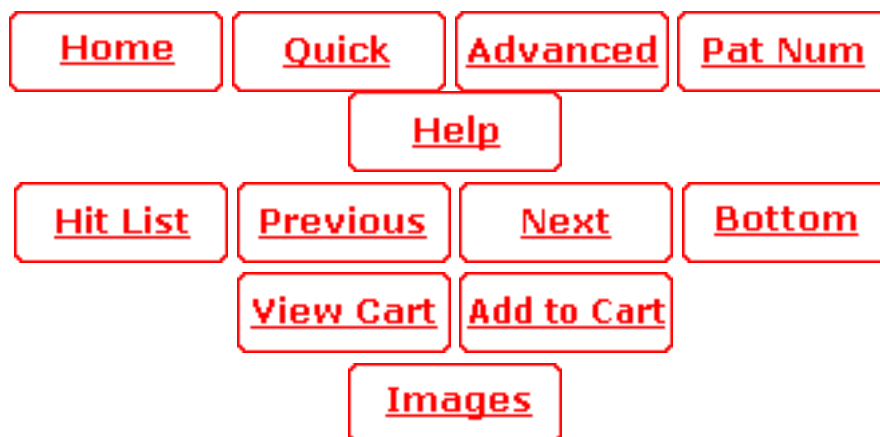 Home Quick Advanced Pat Num
Help
Hit List Previous Next Bottom
View Cart Add to Cart
Images